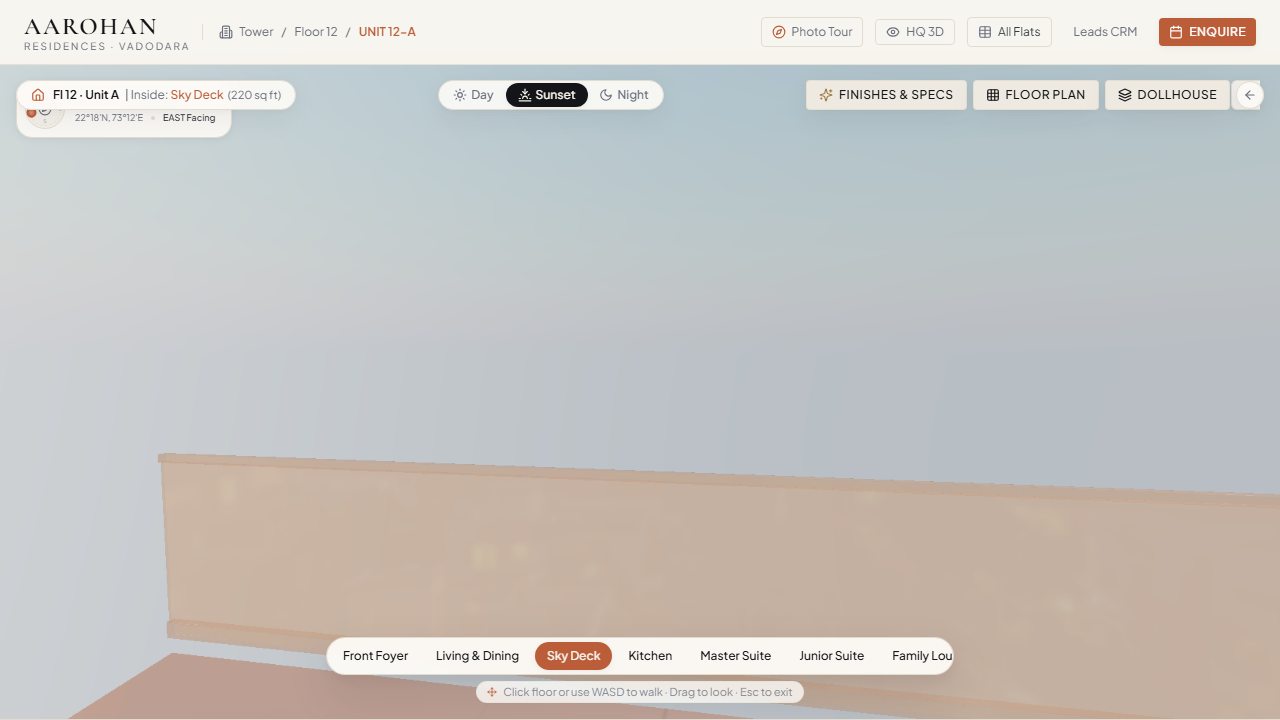 AAROHAN
RESIDENCES · VADODARA
Tower / Floor 12 / UNIT 12-A
Photo Tour
HQ 3D
All Flats
Leads CRM
ENQUIRE
Fl 12 · Unit A | Inside: Sky Deck (220 sq ft)
22°18'N, 73°12'E
EAST Facing
Day
Sunset
Night
FINISHES & SPECS
FLOOR PLAN
DOLLHOUSE
Front Foyer
Living & Dining
Sky Deck
Kitchen
Master Suite
Junior Suite
Family Lou
Click floor or use WASD to walk · Drag to look · Esc to exit